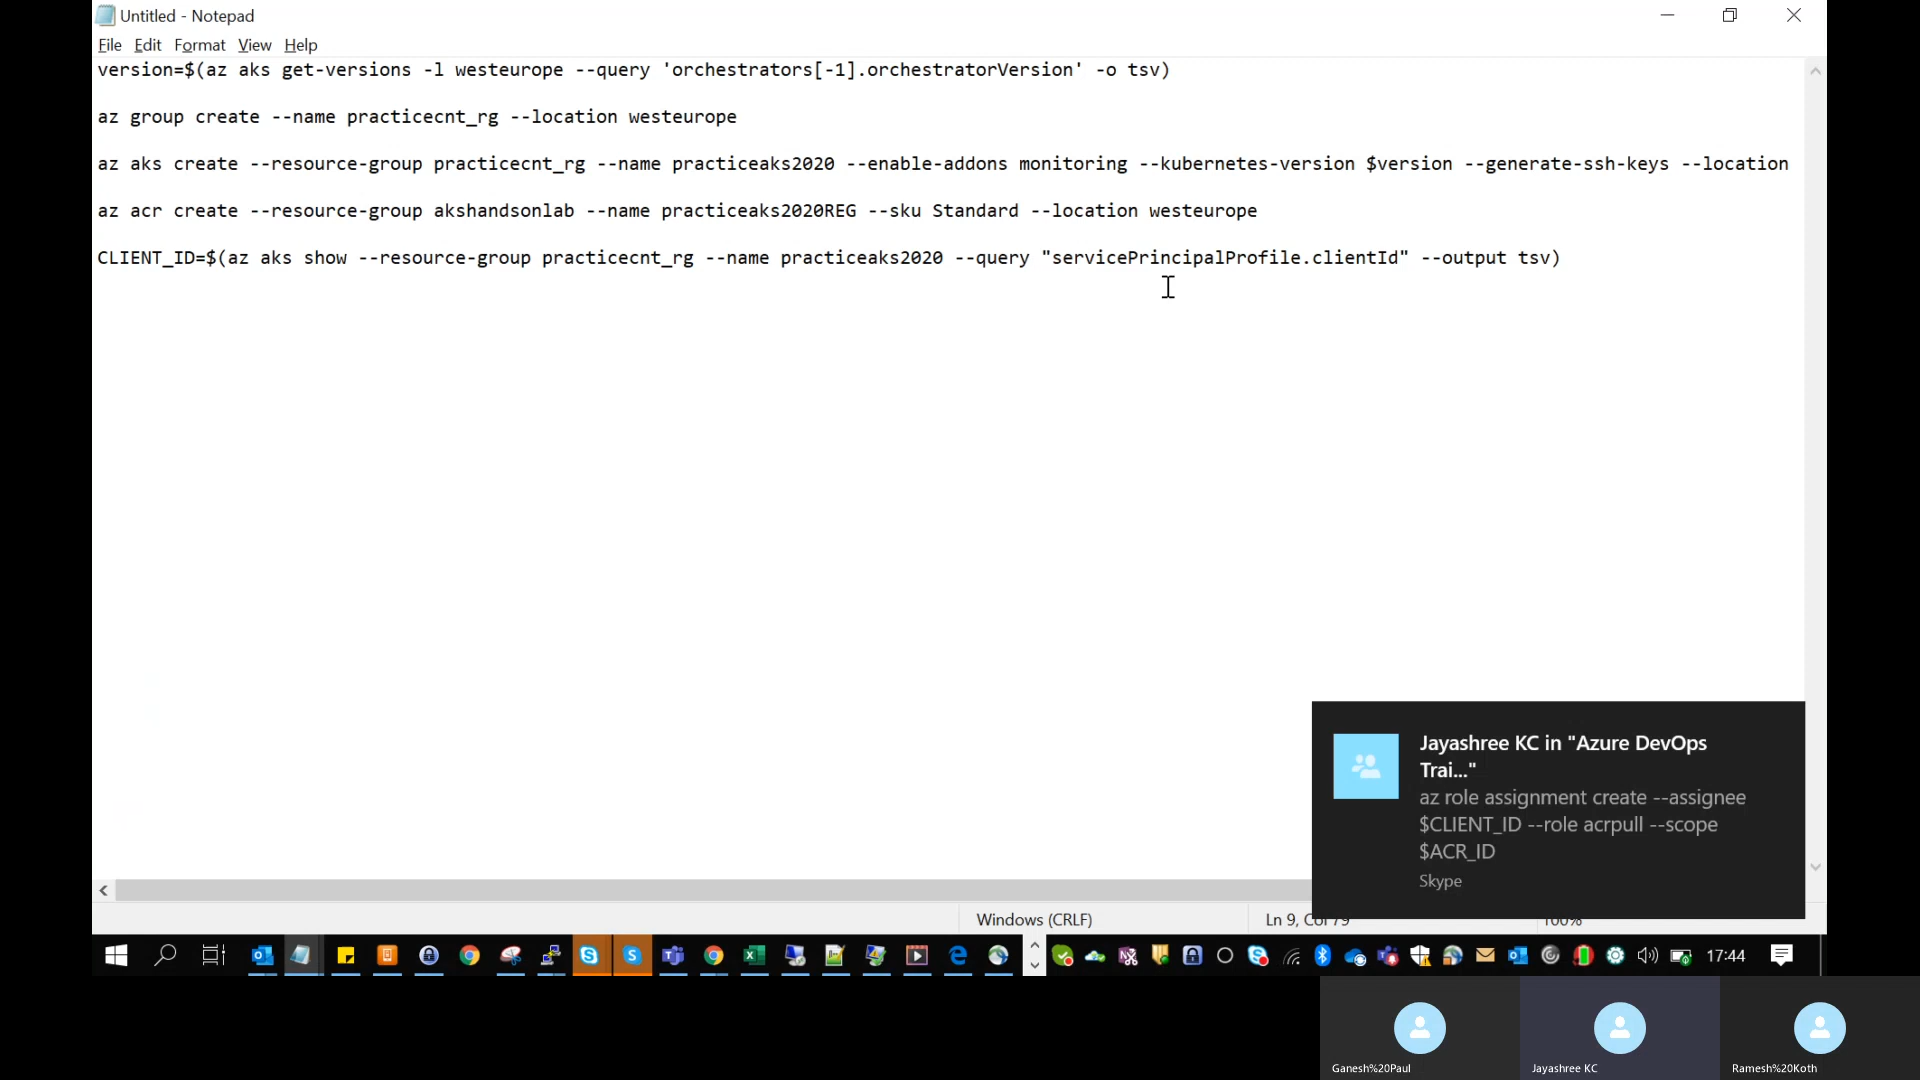 Untitled - Notepad
File Edit Format View Help
version=$(az aks get-versions -l westeurope --query 'orchestrators[-1].orchestratorVersion' -o tsv)
az group create --name practicecnt_rg --location westeurope
az aks create --resource-group practicecnt_rg --name practiceaks2020 --enable-addons monitoring --kubernetes-version $version --generate-ssh-keys --location
az acr create --resource-group akshandsonlab --name practiceaks2020REG --sku Standard --location westeurope
CLIENT_ID=$(az aks show --resource-group practicecnt_rg --name practiceaks2020 --query "servicePrincipalProfile.clientId" --output tsv)
Jayashree KC in "Azure DevOps
Trai..."
az role assignment create --assignee
$CLIENT_ID --role acrpull --scope
$ACR_ID
Skype
Windows (CRLF) Ln 9, Col 79 100%
17:44
Ganesh%20Paul Jayashree KC Ramesh%20Koth